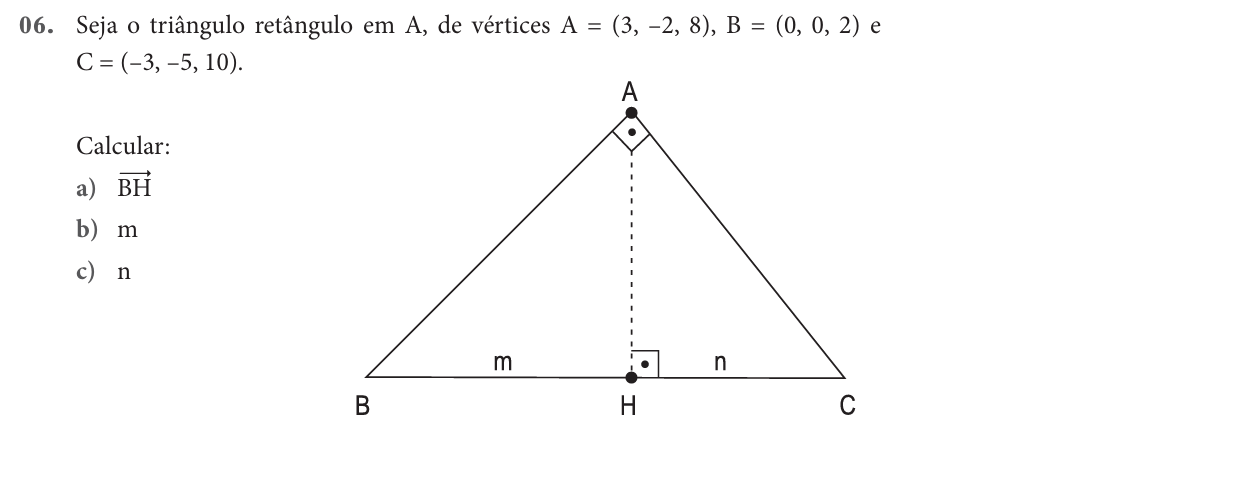 06. Seja o triângulo retângulo em A, de vértices A = (3, –2, 8), B = (0, 0, 2) e
C = (–3, –5, 10).
A
Calcular:
a) BH⃗
b) m
c) n
m
n
B
H
C